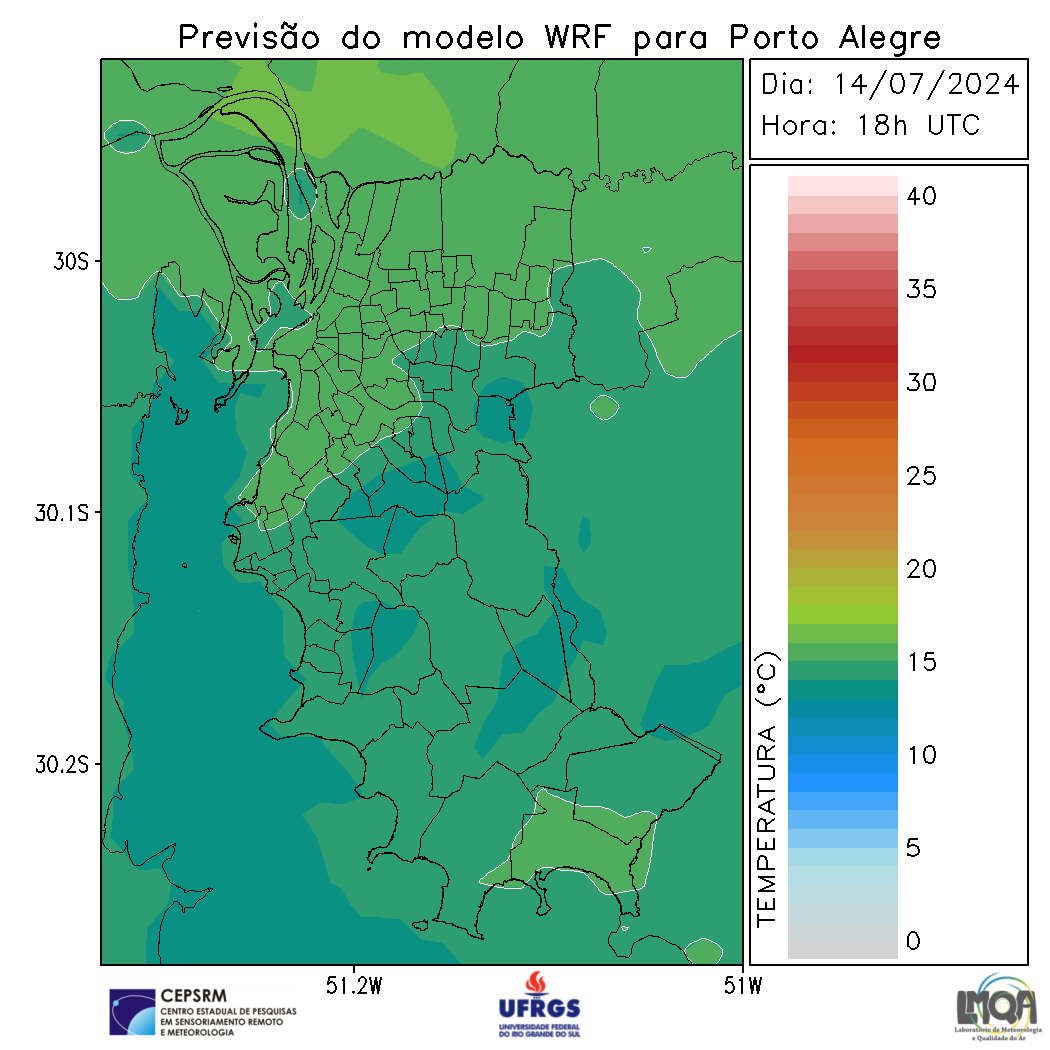 Previsão do modelo WRF para Porto Alegre
Dia: 14/07/2024
Hora: 18h UTC
30S
30.1S
30.2S
51.2W
51W
TEMPERATURA (°C)
40
35
30
25
20
15
10
5
0
CEPSRM
CENTRO ESTADUAL DE PESQUISAS
EM SENSORIAMENTO REMOTO
E METEOROLOGIA
UFRGS
UNIVERSIDADE FEDERAL
DO RIO GRANDE DO SUL
LMQA
Laboratório de Meteorologia
e Qualidade do Ar